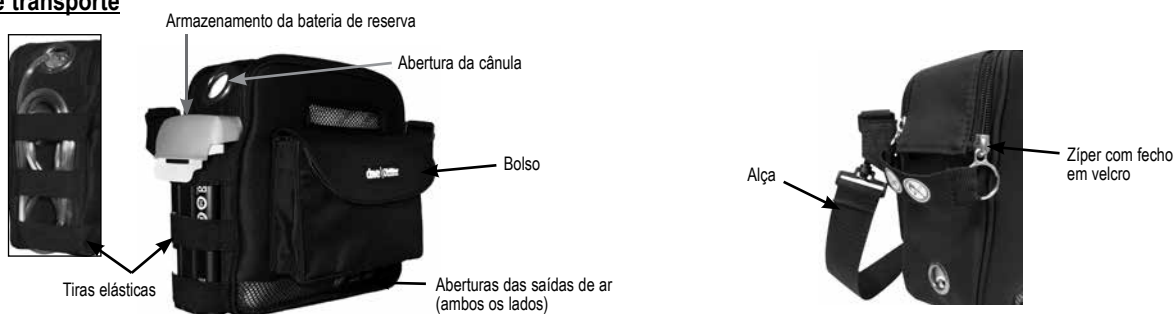 e transporte
Armazenamento da bateria de reserva
Abertura da cânula
Bolso
Tiras elásticas
Aberturas das saídas de ar
(ambos os lados)
Alça
Zíper com fecho
em velcro